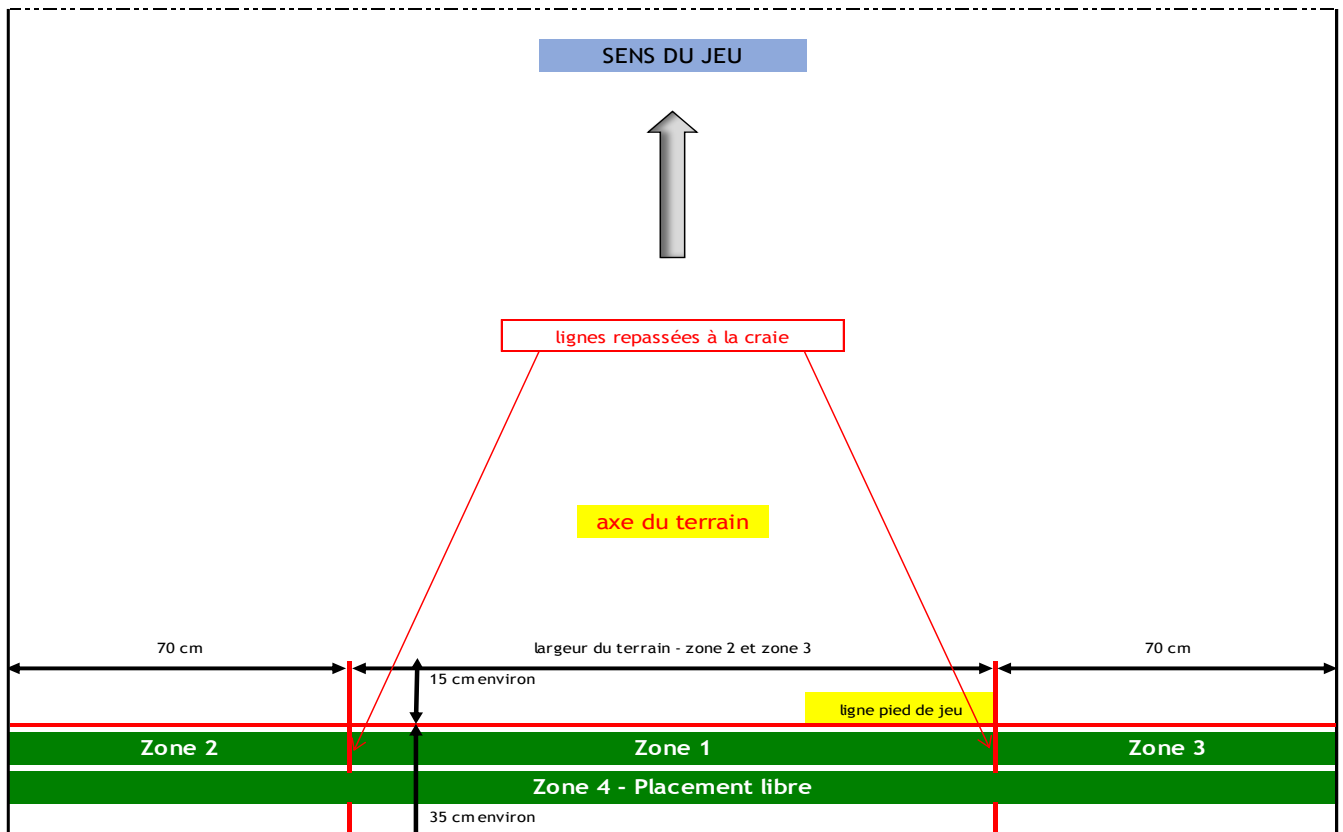 SENS DU JEU
lignes repassées à la craie
axe du terrain
70 cm
largeur du terrain - zone 2 et zone 3
70 cm
15 cm environ
ligne pied de jeu
Zone 2
Zone 1
Zone 3
Zone 4 - Placement libre
35 cm environ